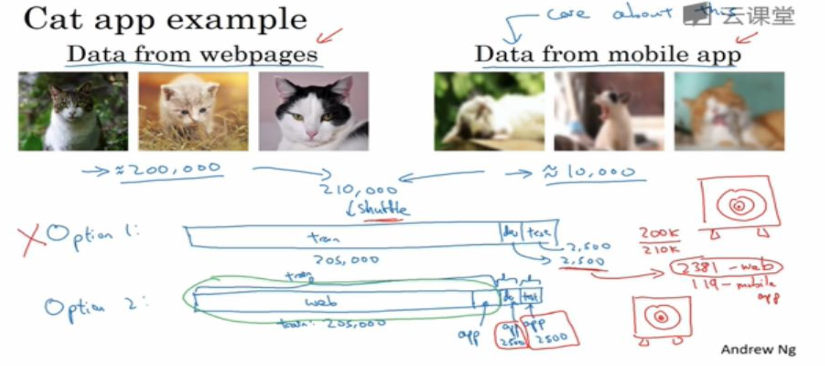 Cat app example
care about this
云课堂
Data from webpages
Data from mobile app
→ ≈200,000
→ ≈10,000
210,000
shuffle
X Option 1:
train
dev
test
205,000
2,500
2,500
200K
210K
2381 - web
119 - mobile
app
train
Option 2:
web
dev
test
train: 205,000
app
app
2500
app
2500
Andrew Ng